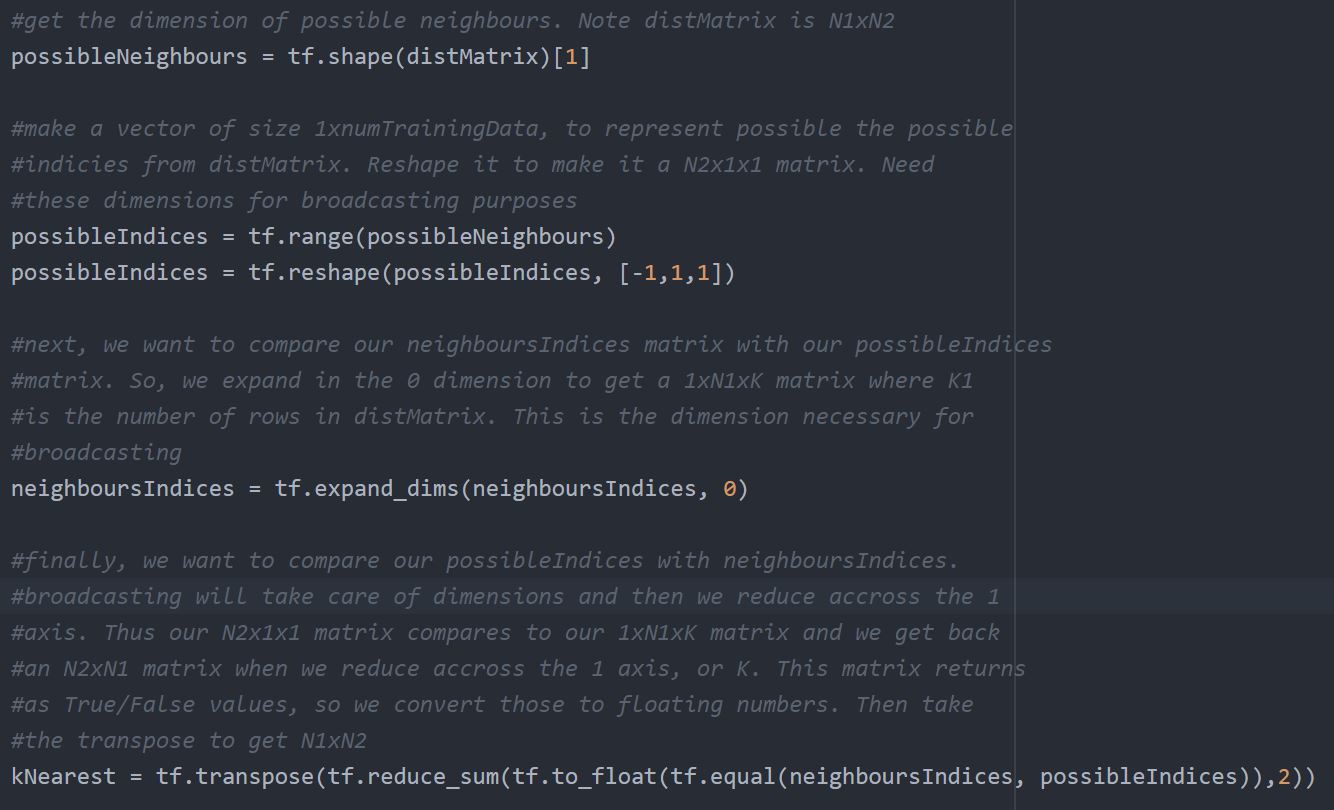 #get the dimension of possible neighbours. Note distMatrix is N1xN2
possibleNeighbours = tf.shape(distMatrix)[1]
#make a vector of size 1xnumTrainingData, to represent possible the possible
#indicies from distMatrix. Reshape it to make it a N2x1x1 matrix. Need
#these dimensions for broadcasting purposes
possibleIndices = tf.range(possibleNeighbours)
possibleIndices = tf.reshape(possibleIndices, [-1,1,1])
#next, we want to compare our neighboursIndices matrix with our possibleIndices
#matrix. So, we expand in the 0 dimension to get a 1xN1xK matrix where K1
#is the number of rows in distMatrix. This is the dimension necessary for
#broadcasting
neighboursIndices = tf.expand_dims(neighboursIndices, 0)
#finally, we want to compare our possibleIndices with neighboursIndices.
#broadcasting will take care of dimensions and then we reduce accross the 1
#axis. Thus our N2x1x1 matrix compares to our 1xN1xK matrix and we get back
#an N2xN1 matrix when we reduce accross the 1 axis, or K. This matrix returns
#as True/False values, so we convert those to floating numbers. Then take
#the transpose to get N1xN2
kNearest = tf.transpose(tf.reduce_sum(tf.to_float(tf.equal(neighboursIndices, possibleIndices)),2))